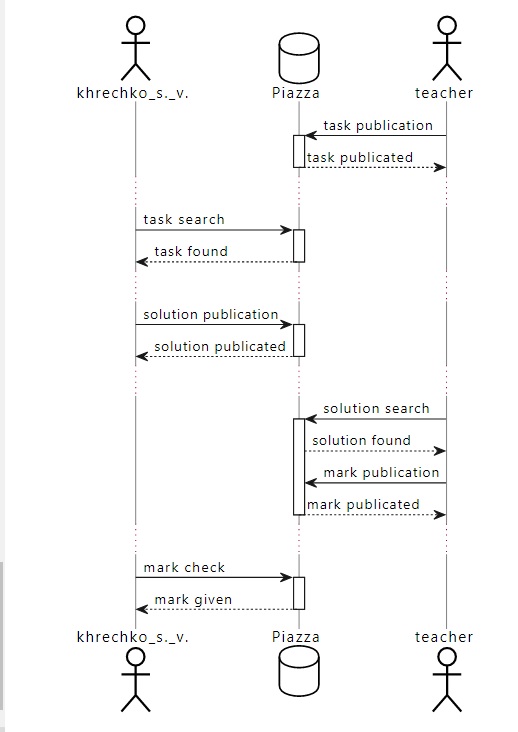 khrechko_s._v. Piazza teacher
task publication
task publicated
task search
task found
solution publication
solution publicated
solution search
solution found
mark publication
mark publicated
mark check
mark given
khrechko_s._v. Piazza teacher